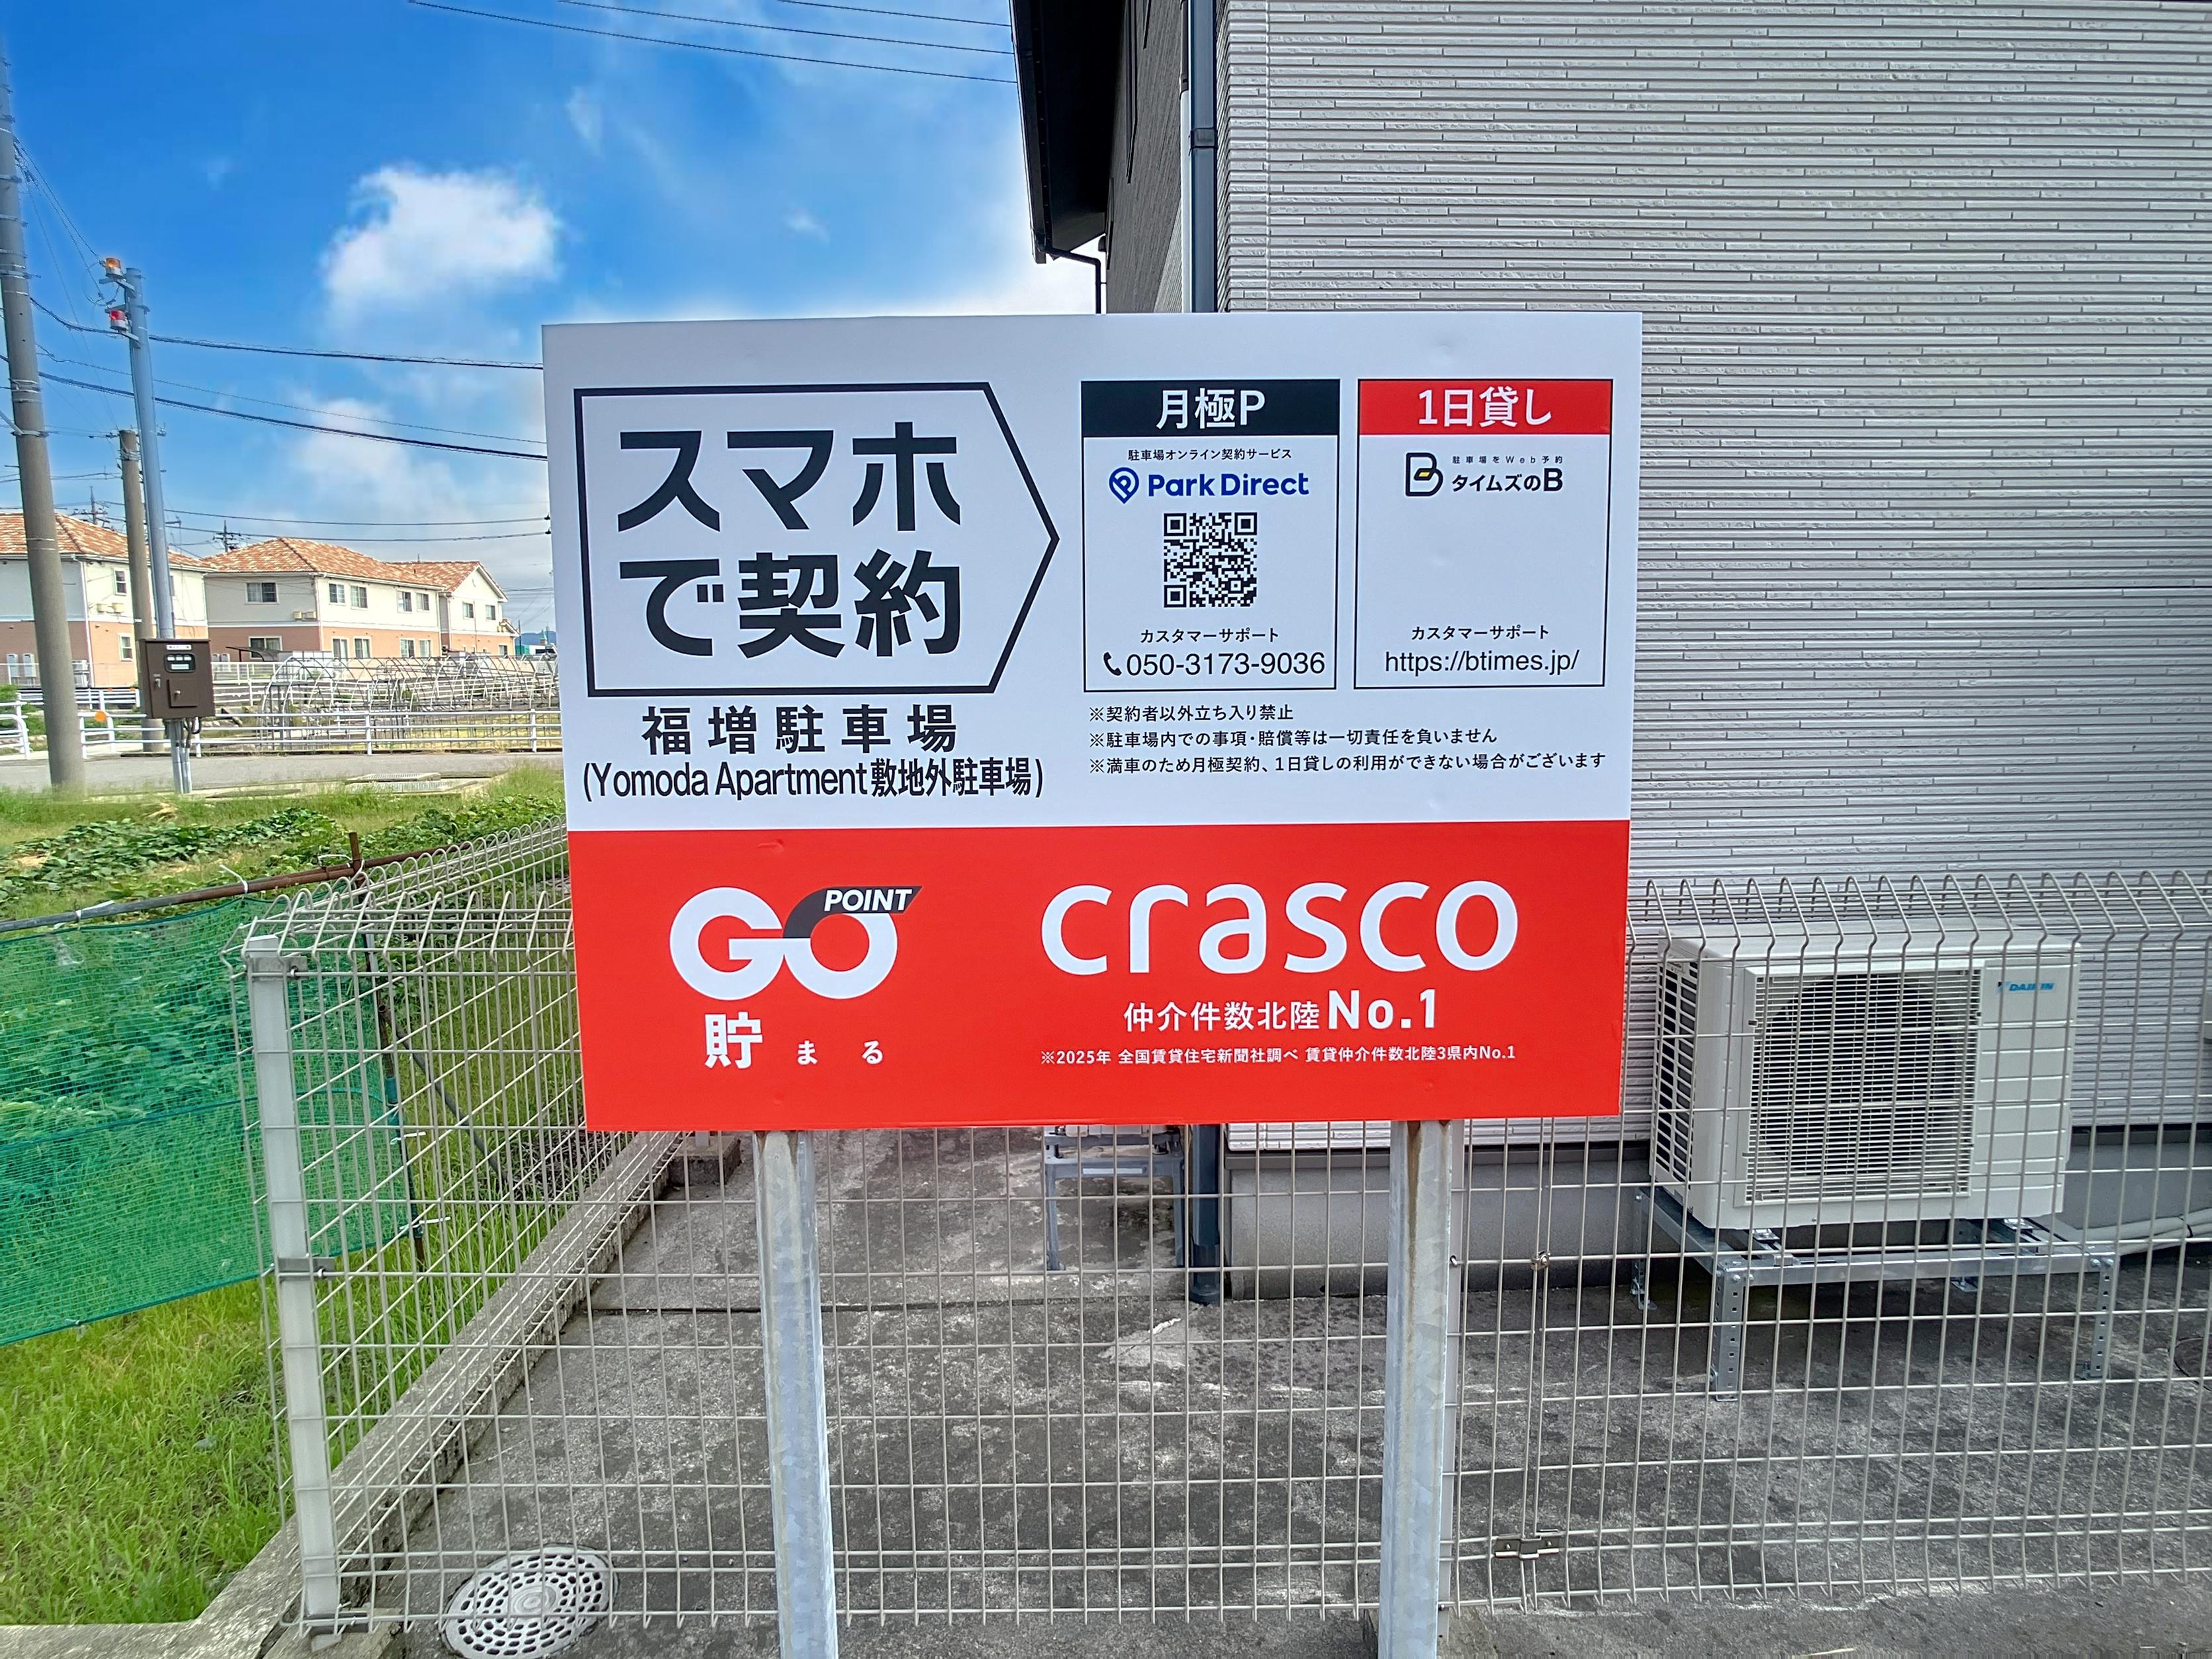 スマホ
で契約
福増駐車場
(Yomoda Apartment敷地外駐車場)
月極P
駐車場オンライン契約サービス
Park Direct
カスタマーサポート
050-3173-9036
1日貸し
駐車場をWeb予約
タイムズのB
カスタマーサポート
https://btimes.jp/
※契約者以外立ち入り禁止
※駐車場内での事項・賠償等は一切責任を負いません
※満車のため月極契約、1日貸しの利用ができない場合がございます
GO POINT
貯まる
crasco
仲介件数北陸No.1
※2025年 全国賃貸住宅新聞社調べ 賃貸仲介件数北陸3県内No.1
DAIKIN